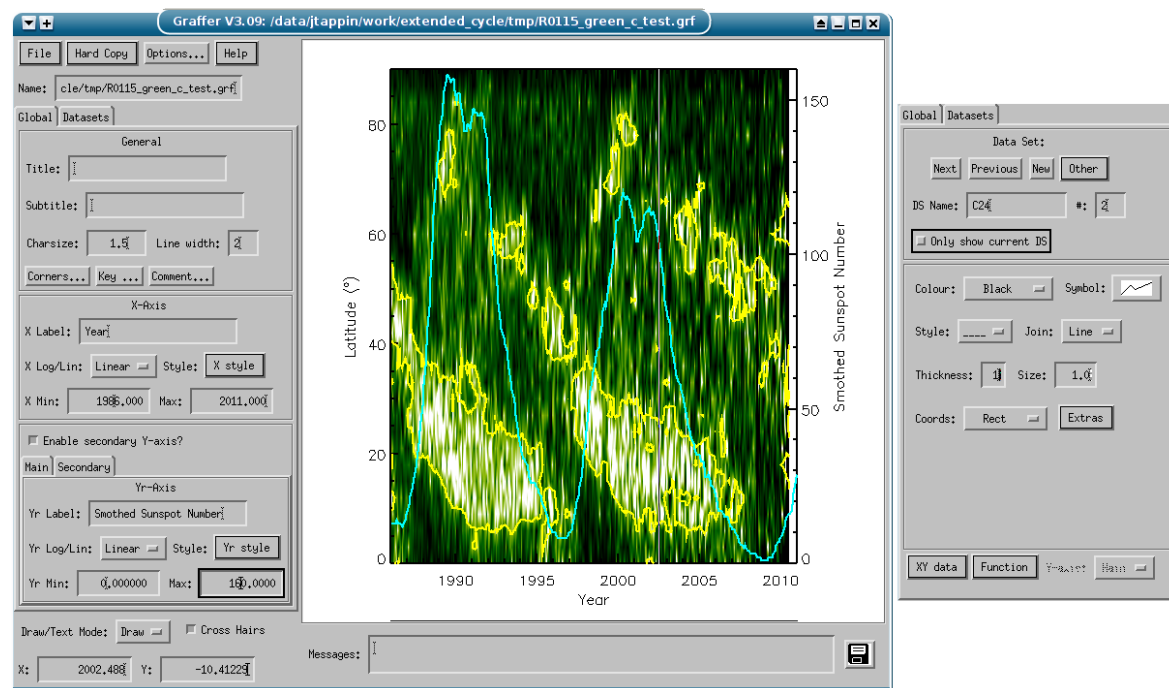 Graffer V3.09: /data/jtappin/work/extended_cycle/tmp/R0115_green_c_test.grf
File Hard Copy Options... Help
Name: cle/tmp/R0115_green_c_test.grf
Global Datasets
General
Title:
Subtitle:
Charsize: 1.5 Line width: 2
Corners... Key ... Comment...
X-Axis
X Label: Year
X Log/Lin: Linear Style: X style
X Min: 1986.000 Max: 2011.000
Enable secondary Y-axis?
Main Secondary
Yr-Axis
Yr Label: Smothed Sunspot Number
Yr Log/Lin: Linear Style: Yr style
Yr Min: 0.000000 Max: 160.0000
Draw/Text Mode: Draw Cross Hairs
X: 2002.488 Y: -10.41225
Latitude (°)
80
60
40
20
0
1990 1995 2000 2005 2010
Year
150
100
50
0
Smothed Sunspot Number
Messages:
Global Datasets
Data Set:
Next Previous New Other
DS Name: C24 #: 2
Only show current DS
Colour: Black Symbol:
Style: ____ Join: Line
Thickness: 1 Size: 1.0
Coords: Rect Extras
XY data Function Y-axis: Main